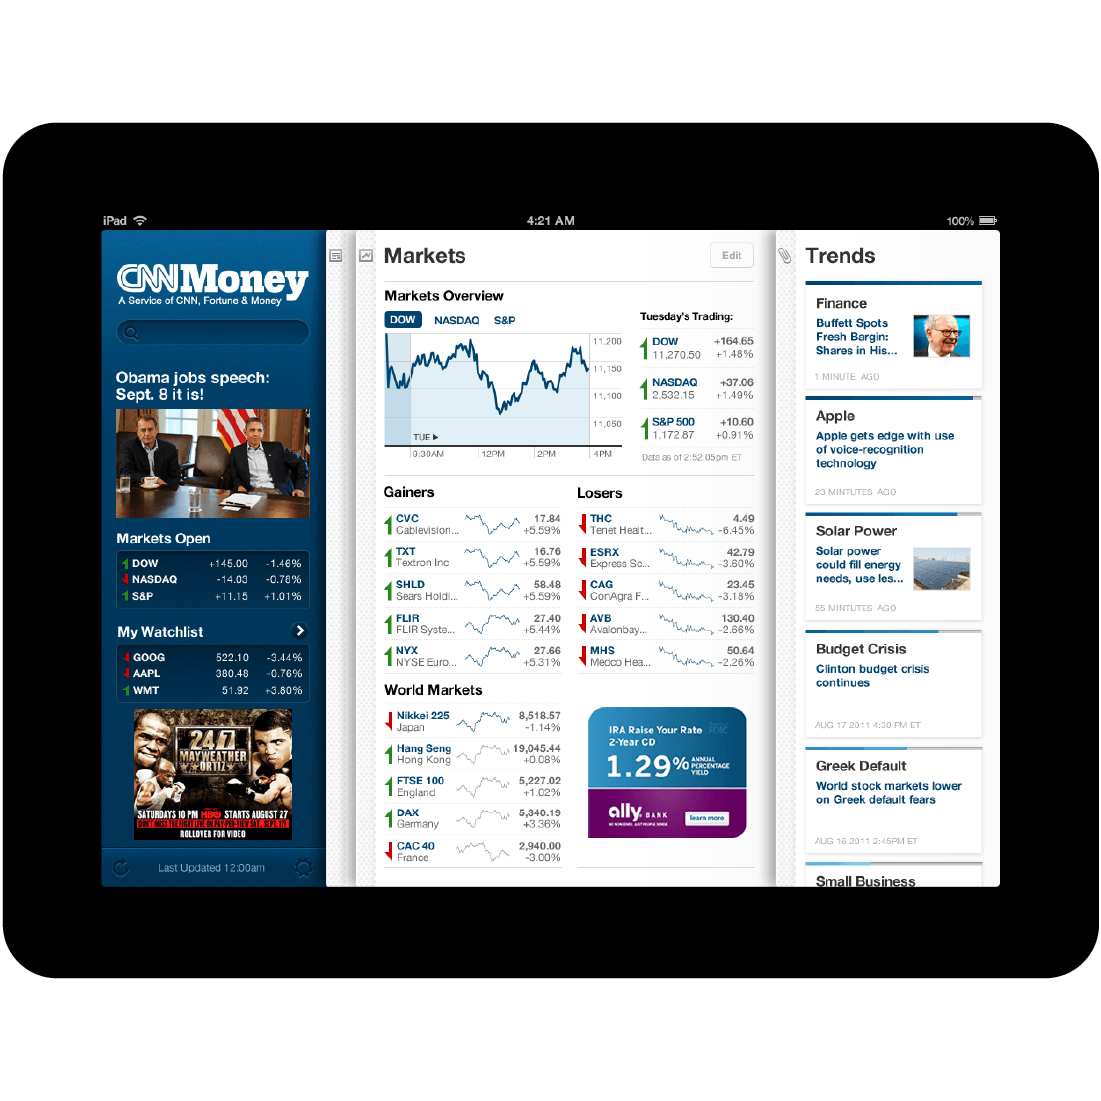 iPad
4:21 AM
100%
CNNMoney
A Service of CNN, Fortune & Money
Obama jobs speech:
Sept. 8 it is!
Markets Open
DOW +145.00 -1.46%
NASDAQ -14.03 -0.78%
S&P +11.15 +1.01%
My Watchlist
GOOG 522.10 -3.44%
AAPL 380.48 -0.76%
WMT 51.92 +3.80%
24/7
MAYWEATHER
ORTIZ
SATURDAYS 10 PM HBO STARTS AUGUST 27
ROLLOVER FOR VIDEO
Last Updated 12:00am
Markets
Edit
Markets Overview
DOW NASDAQ S&P
11,200
11,150
11,100
11,050
TUE
9:30AM 12PM 2PM 4PM
Tuesday's Trading:
DOW +164.65
11,270.50 +1.48%
NASDAQ +37.06
2,532.15 +1.49%
S&P 500 +10.60
1,172.87 +0.91%
Data as of 2:52:05pm ET
Gainers
CVC 17.84
Cablevision... +5.59%
TXT 16.76
Textron Inc +5.59%
SHLD 58.48
Sears Holdi... +5.59%
FLIR 27.40
FLIR Syste... +5.44%
NYX 27.66
NYSE Euro... +5.31%
Losers
THC 4.49
Tenet Healt... -6.45%
ESRX 42.79
Express Sc... -3.60%
CAG 23.45
ConAgra F... -3.18%
AVB 130.40
Avalonbay... -2.66%
MHS 50.64
Medco Hea... -2.26%
World Markets
Nikkei 225 8,518.57
Japan -1.14%
Hang Seng 19,045.44
Hong Kong +0.08%
FTSE 100 5,227.02
England +1.02%
DAX 5,340.19
Germany +3.36%
CAC 40 2,940.00
France -3.00%
IRA Raise Your Rate
2-Year CD
1.29% ANNUAL
PERCENTAGE
YIELD
ally BANK
NO NONSENSE. JUST PEOPLE SENSE.
learn more
Trends
Finance
Buffett Spots
Fresh Bargin:
Shares in His...
1 MINUTE AGO
Apple
Apple gets edge with use
of voice-recognition
technology
23 MINTUTES AGO
Solar Power
Solar power
could fill energy
needs, use les...
55 MINTUTES AGO
Budget Crisis
Clinton budget crisis
continues
AUG 17 2011 4:30 PM ET
Greek Default
World stock markets lower
on Greek default fears
AUG 16 2011 2:45PM ET
Small Business